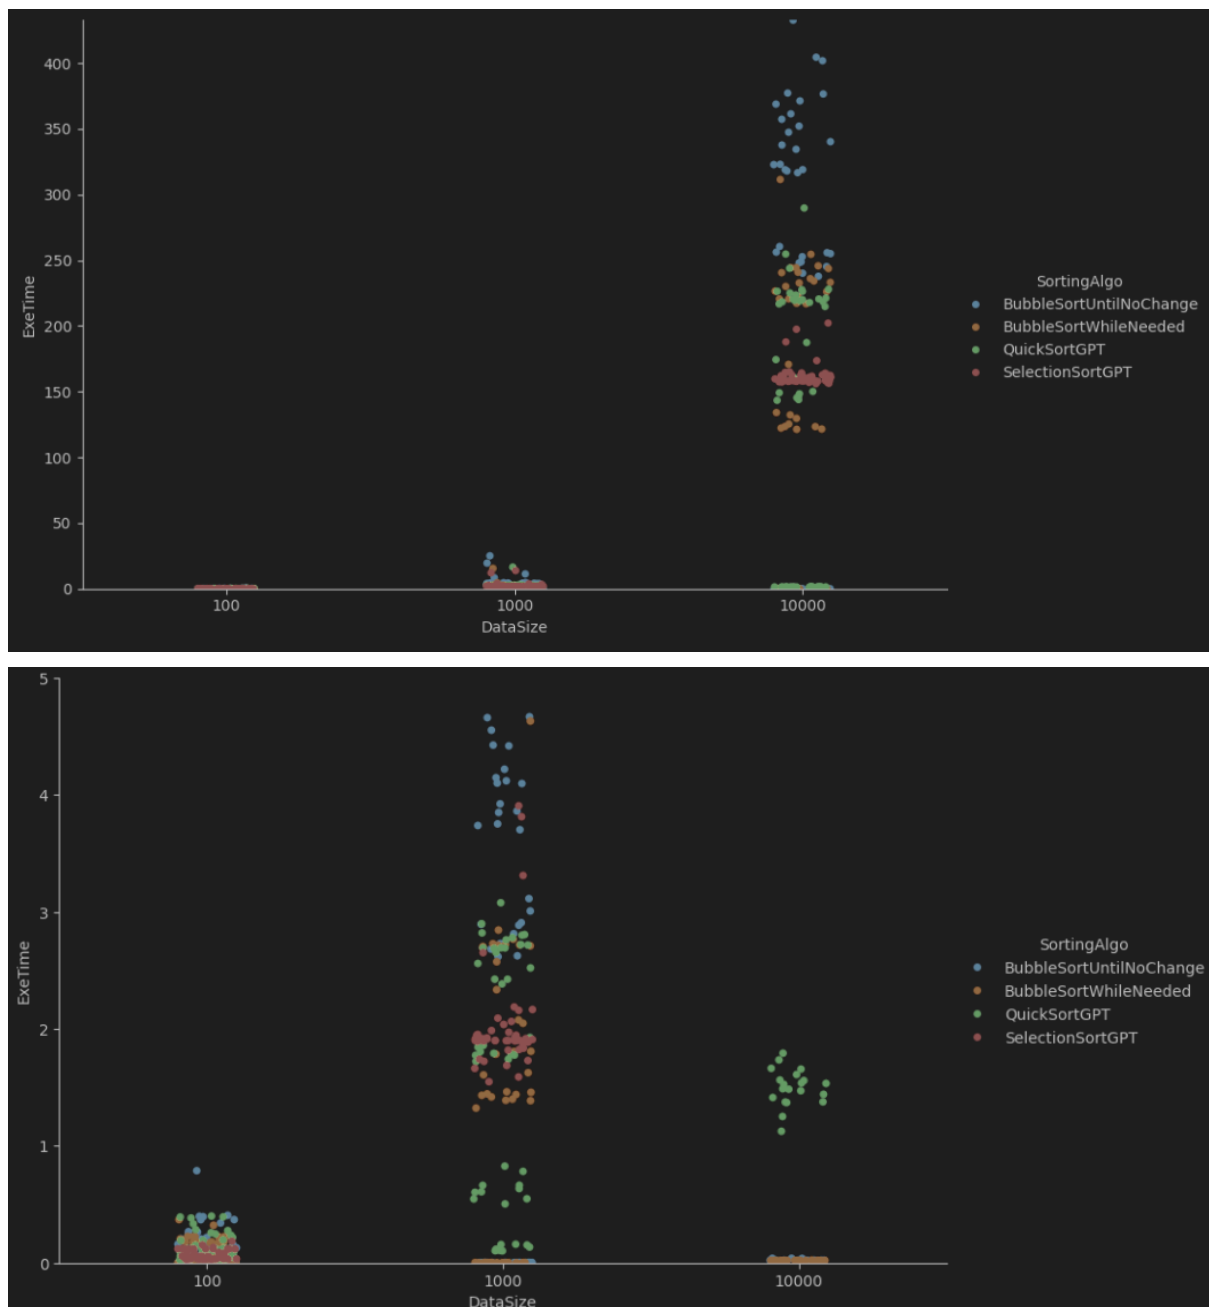 400
350
300
250
200
150
100
50
0
ExeTime
100 1000 10000
DataSize
SortingAlgo
BubbleSortUntilNoChange
BubbleSortWhileNeeded
QuickSortGPT
SelectionSortGPT
5
4
3
2
1
0
ExeTime
100 1000 10000
DataSize
SortingAlgo
BubbleSortUntilNoChange
BubbleSortWhileNeeded
QuickSortGPT
SelectionSortGPT